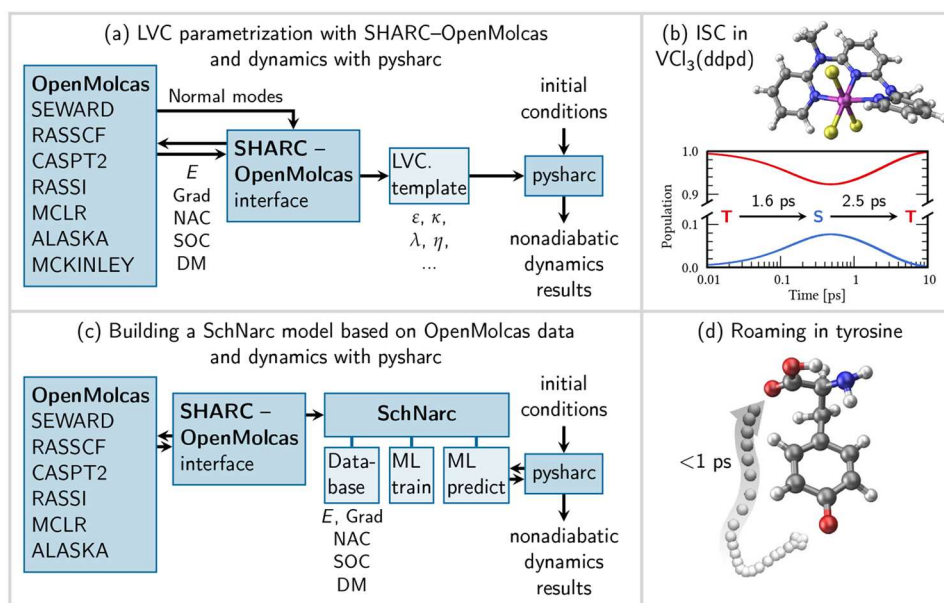 (a) LVC parametrization with SHARC–OpenMolcas
and dynamics with pysharc
OpenMolcas
SEWARD
RASSCF
CASPT2
RASSI
MCLR
ALASKA
MCKINLEY
Normal modes
E
Grad
NAC
SOC
DM
SHARC –
OpenMolcas
interface
LVC.
template
ε, κ,
λ, η,
...
initial
conditions
pysharc
nonadiabatic
dynamics
results
(b) ISC in
VCl3(ddpd)
Population
1.0
0.9
0.1
0.0
T
1.6 ps
S
2.5 ps
T
0.01
0.1
1
10
Time [ps]
(c) Building a SchNarc model based on OpenMolcas data
and dynamics with pysharc
OpenMolcas
SEWARD
RASSCF
CASPT2
RASSI
MCLR
ALASKA
SHARC –
OpenMolcas
interface
SchNarc
Data-
base
ML
train
ML
predict
E, Grad
NAC
SOC
DM
initial
conditions
pysharc
nonadiabatic
dynamics
results
(d) Roaming in tyrosine
<1 ps